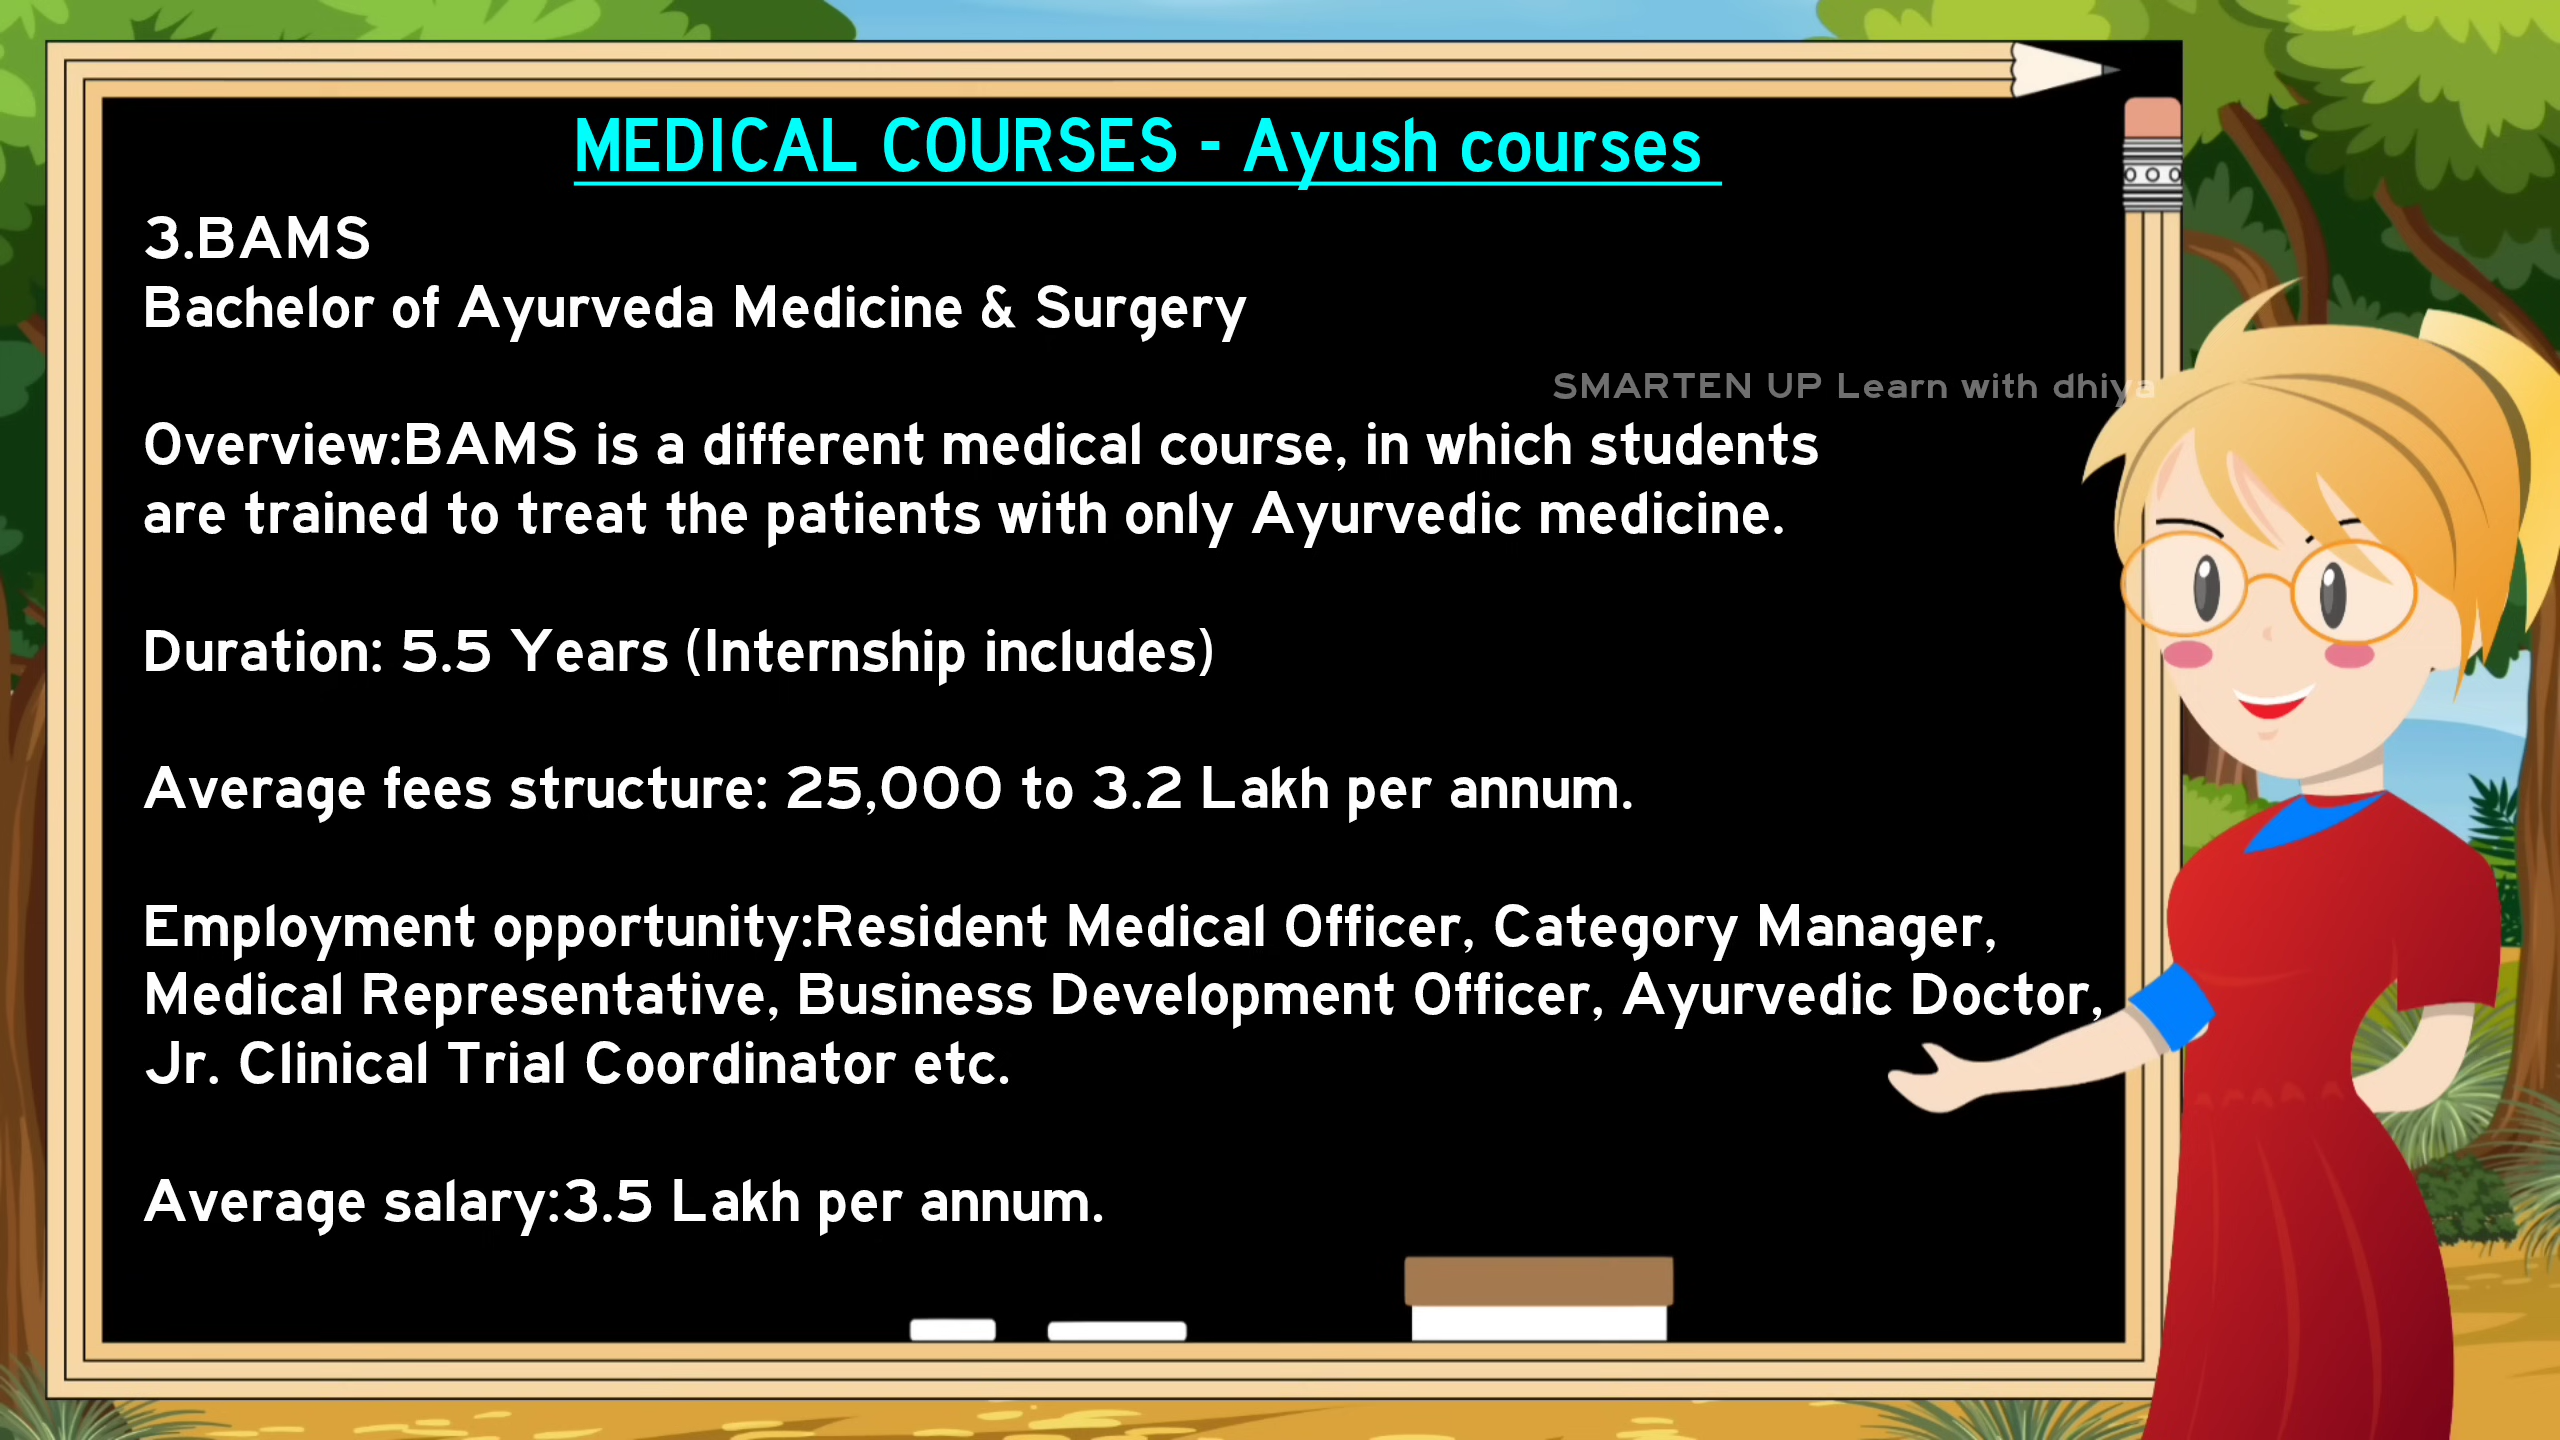 MEDICAL COURSES - Ayush courses
3.BAMS
Bachelor of Ayurveda Medicine & Surgery
SMARTEN UP Learn with dhiya
Overview:BAMS is a different medical course, in which students
are trained to treat the patients with only Ayurvedic medicine.
Duration: 5.5 Years (Internship includes)
Average fees structure: 25,000 to 3.2 Lakh per annum.
Employment opportunity:Resident Medical Officer, Category Manager,
Medical Representative, Business Development Officer, Ayurvedic Doctor,
Jr. Clinical Trial Coordinator etc.
Average salary:3.5 Lakh per annum.